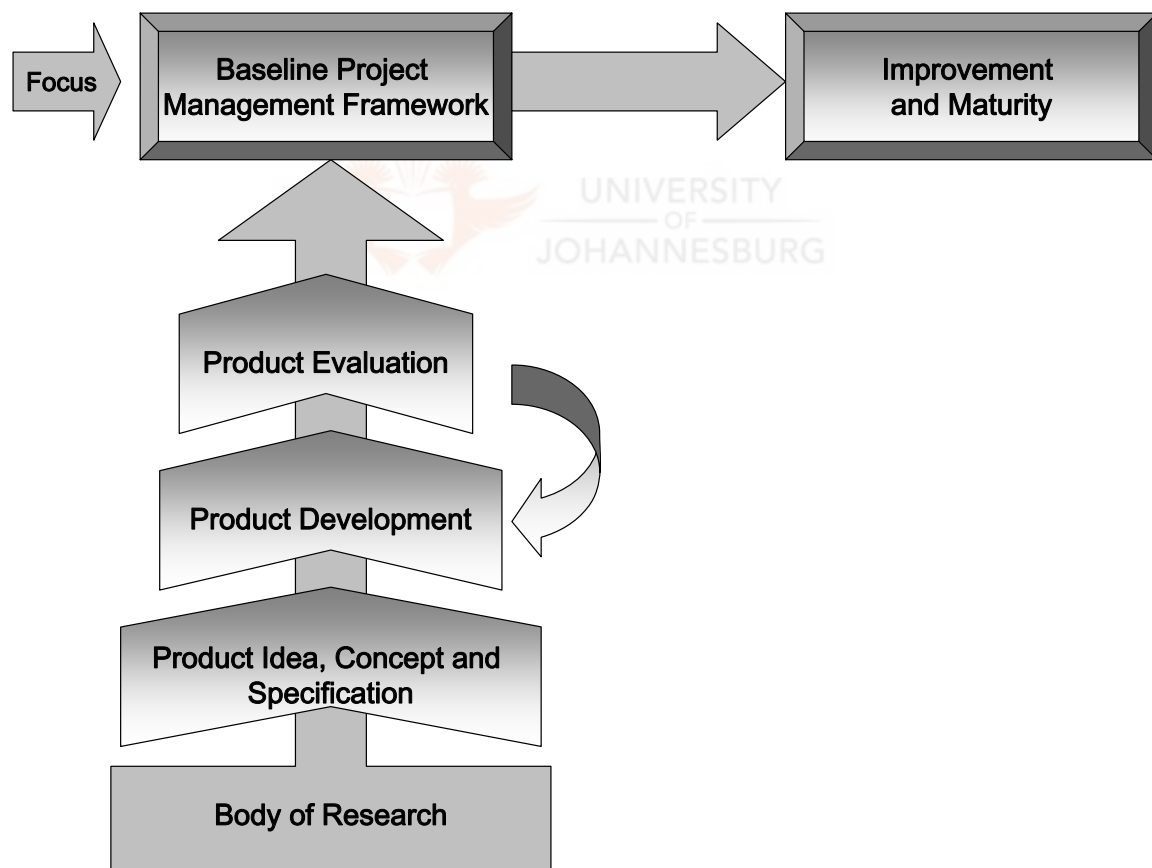 Focus
Baseline Project
Management Framework
Improvement
and Maturity
UNIVERSITY
OF
JOHANNESBURG
Product Evaluation
Product Development
Product Idea, Concept and
Specification
Body of Research